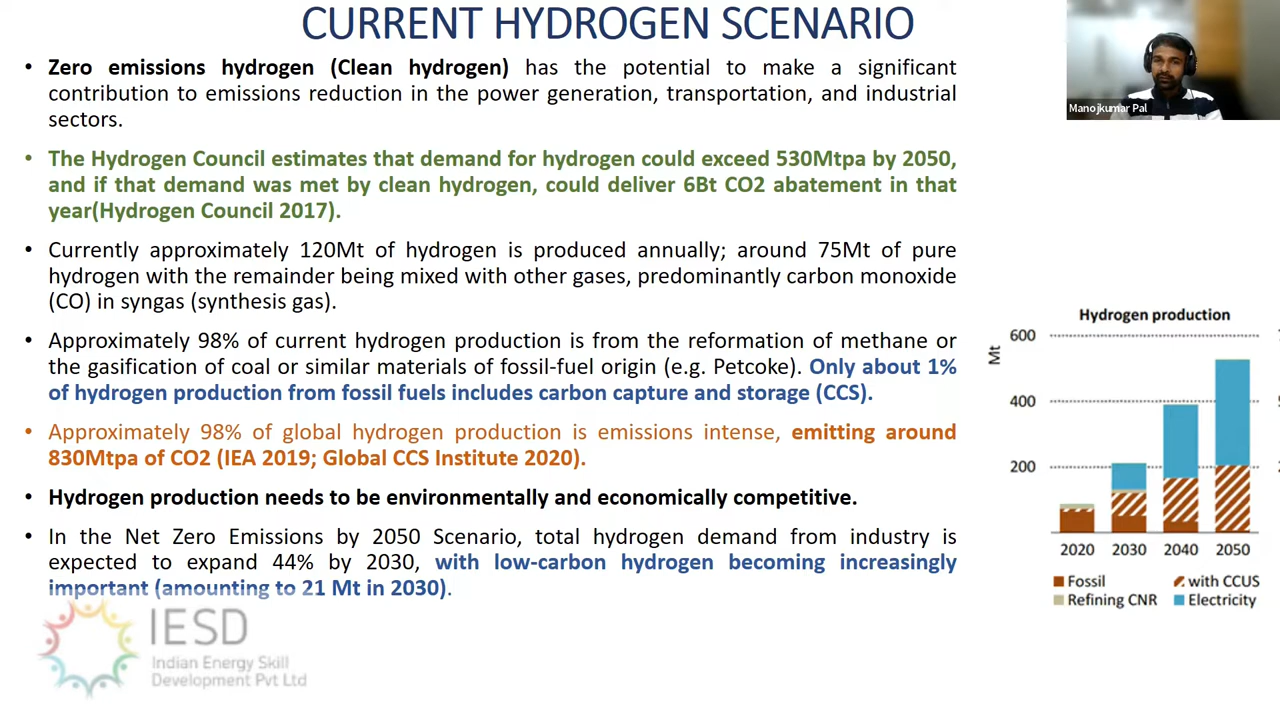 CURRENT HYDROGEN SCENARIO
• Zero emissions hydrogen (Clean hydrogen) has the potential to make a significant
contribution to emissions reduction in the power generation, transportation, and industrial
sectors.
• The Hydrogen Council estimates that demand for hydrogen could exceed 530Mtpa by 2050,
and if that demand was met by clean hydrogen, could deliver 6Bt CO2 abatement in that
year(Hydrogen Council 2017).
• Currently approximately 120Mt of hydrogen is produced annually; around 75Mt of pure
hydrogen with the remainder being mixed with other gases, predominantly carbon monoxide
(CO) in syngas (synthesis gas).
• Approximately 98% of current hydrogen production is from the reformation of methane or
the gasification of coal or similar materials of fossil-fuel origin (e.g. Petcoke). Only about 1%
of hydrogen production from fossil fuels includes carbon capture and storage (CCS).
• Approximately 98% of global hydrogen production is emissions intense, emitting around
830Mtpa of CO2 (IEA 2019; Global CCS Institute 2020).
• Hydrogen production needs to be environmentally and economically competitive.
• In the Net Zero Emissions by 2050 Scenario, total hydrogen demand from industry is
expected to expand 44% by 2030, with low-carbon hydrogen becoming increasingly
important (amounting to 21 Mt in 2030).
IESD
Indian Energy Skill
Development Pvt Ltd
Manojkumar Pal
Hydrogen production
Mt
600
400
200
2020 2030 2040 2050
Fossil with CCUS
Refining CNR Electricity